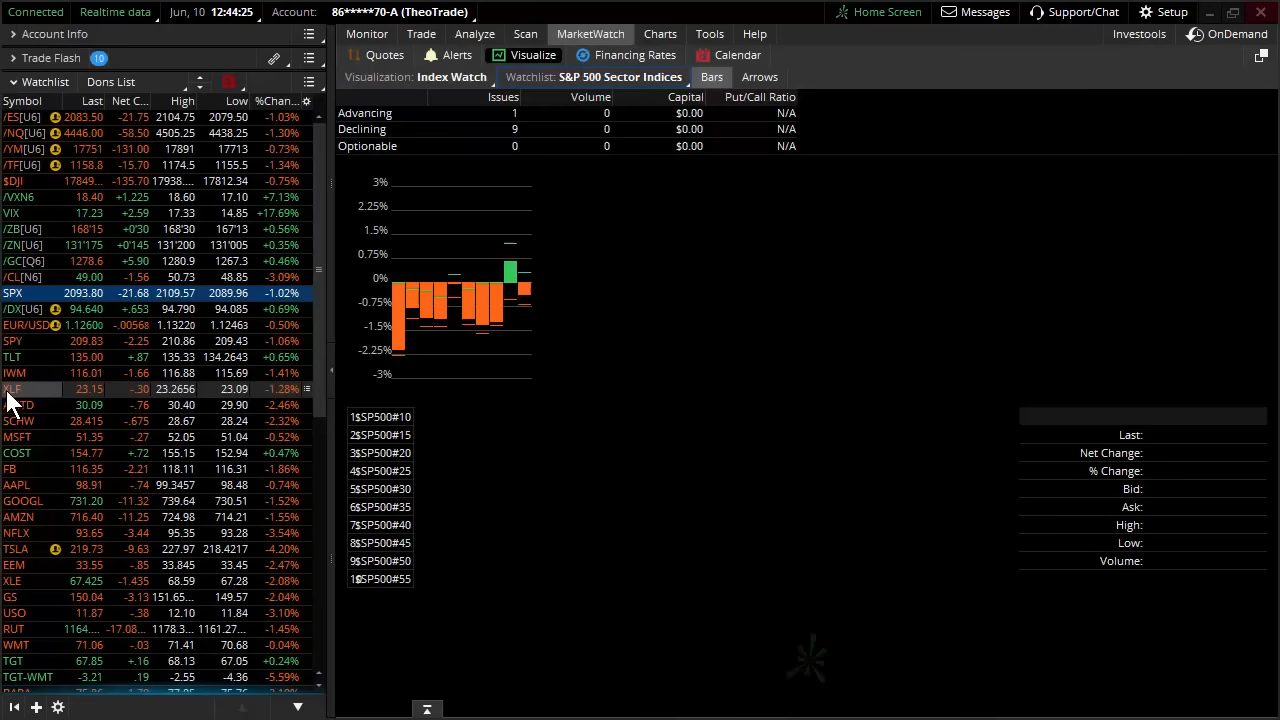 Connected Realtime data Jun, 10 12:44:25 Account: 86*****70-A (TheoTrade) Home Screen Messages Support/Chat Setup
Account Info
Trade Flash 10
Watchlist Dons List
Symbol Last Net C... High Low %Chan...
/ES[U6] 2083.50 -21.75 2104.75 2079.50 -1.03%
/NQ[U6] 4446.00 -58.50 4505.25 4438.25 -1.30%
/YM[U6] 17751 -131.00 17891 17713 -0.73%
/TF[U6] 1158.8 -15.70 1174.5 1155.5 -1.34%
$DJI 17849... -135.70 17938.... 17812.34 -0.75%
/VXN6 18.40 +1.225 18.60 17.10 +7.13%
VIX 17.23 +2.59 17.33 14.85 +17.69%
/ZB[U6] 168'15 +0'30 168'30 167'13 +0.56%
/ZN[U6] 131'175 +0'145 131'200 131'005 +0.35%
/GC[Q6] 1278.6 +5.90 1280.9 1267.3 +0.46%
/CL[N6] 49.00 -1.56 50.73 48.85 -3.09%
SPX 2093.80 -21.68 2109.57 2089.96 -1.02%
/DX[U6] 94.640 +.653 94.790 94.085 +0.69%
EUR/USD 1.12600 -.00568 1.13220 1.12463 -0.50%
SPY 209.83 -2.25 210.86 209.43 -1.06%
TLT 135.00 +.87 135.33 134.2643 +0.65%
IWM 116.01 -1.66 116.88 115.69 -1.41%
XLF 23.15 -.30 23.2656 23.09 -1.28%
30.09 -.76 30.40 29.90 -2.46%
SCHW 28.415 -.675 28.67 28.24 -2.32%
MSFT 51.35 -.27 52.05 51.04 -0.52%
COST 154.77 +.72 155.15 152.94 +0.47%
FB 116.35 -2.21 118.11 116.31 -1.86%
AAPL 98.91 -.74 99.3457 98.48 -0.74%
GOOGL 731.20 -11.32 739.64 730.51 -1.52%
AMZN 716.40 -11.25 724.98 714.21 -1.55%
NFLX 93.65 -3.44 95.35 93.28 -3.54%
TSLA 219.73 -9.63 227.97 218.4217 -4.20%
EEM 33.55 -.85 33.845 33.45 -2.47%
XLE 67.425 -1.435 68.59 67.28 -2.08%
GS 150.04 -3.13 151.65... 149.57 -2.04%
USO 11.87 -.38 12.10 11.84 -3.10%
RUT 1164.... -17.08... 1178.3... 1161.27... -1.45%
WMT 71.06 -.03 71.41 70.68 -0.04%
TGT 67.85 +.16 68.13 67.05 +0.24%
TGT-WMT -3.21 .19 -2.55 -4.36 -5.59%
Monitor Trade Analyze Scan MarketWatch Charts Tools Help Investools OnDemand
Quotes Alerts Visualize Financing Rates Calendar
Visualization: Index Watch Watchlist: S&P 500 Sector Indices Bars Arrows
Issues Volume Capital Put/Call Ratio
Advancing 1 0 $0.00 N/A
Declining 9 0 $0.00 N/A
Optionable 0 0 $0.00 N/A
3%
2.25%
1.5%
0.75%
0%
-0.75%
-1.5%
-2.25%
-3%
1$SP500#10
2$SP500#15
3$SP500#20
4$SP500#25
5$SP500#30
6$SP500#35
7$SP500#40
8$SP500#45
9$SP500#50
10$SP500#55
Last:
Net Change:
% Change:
Bid:
Ask:
High:
Low:
Volume: